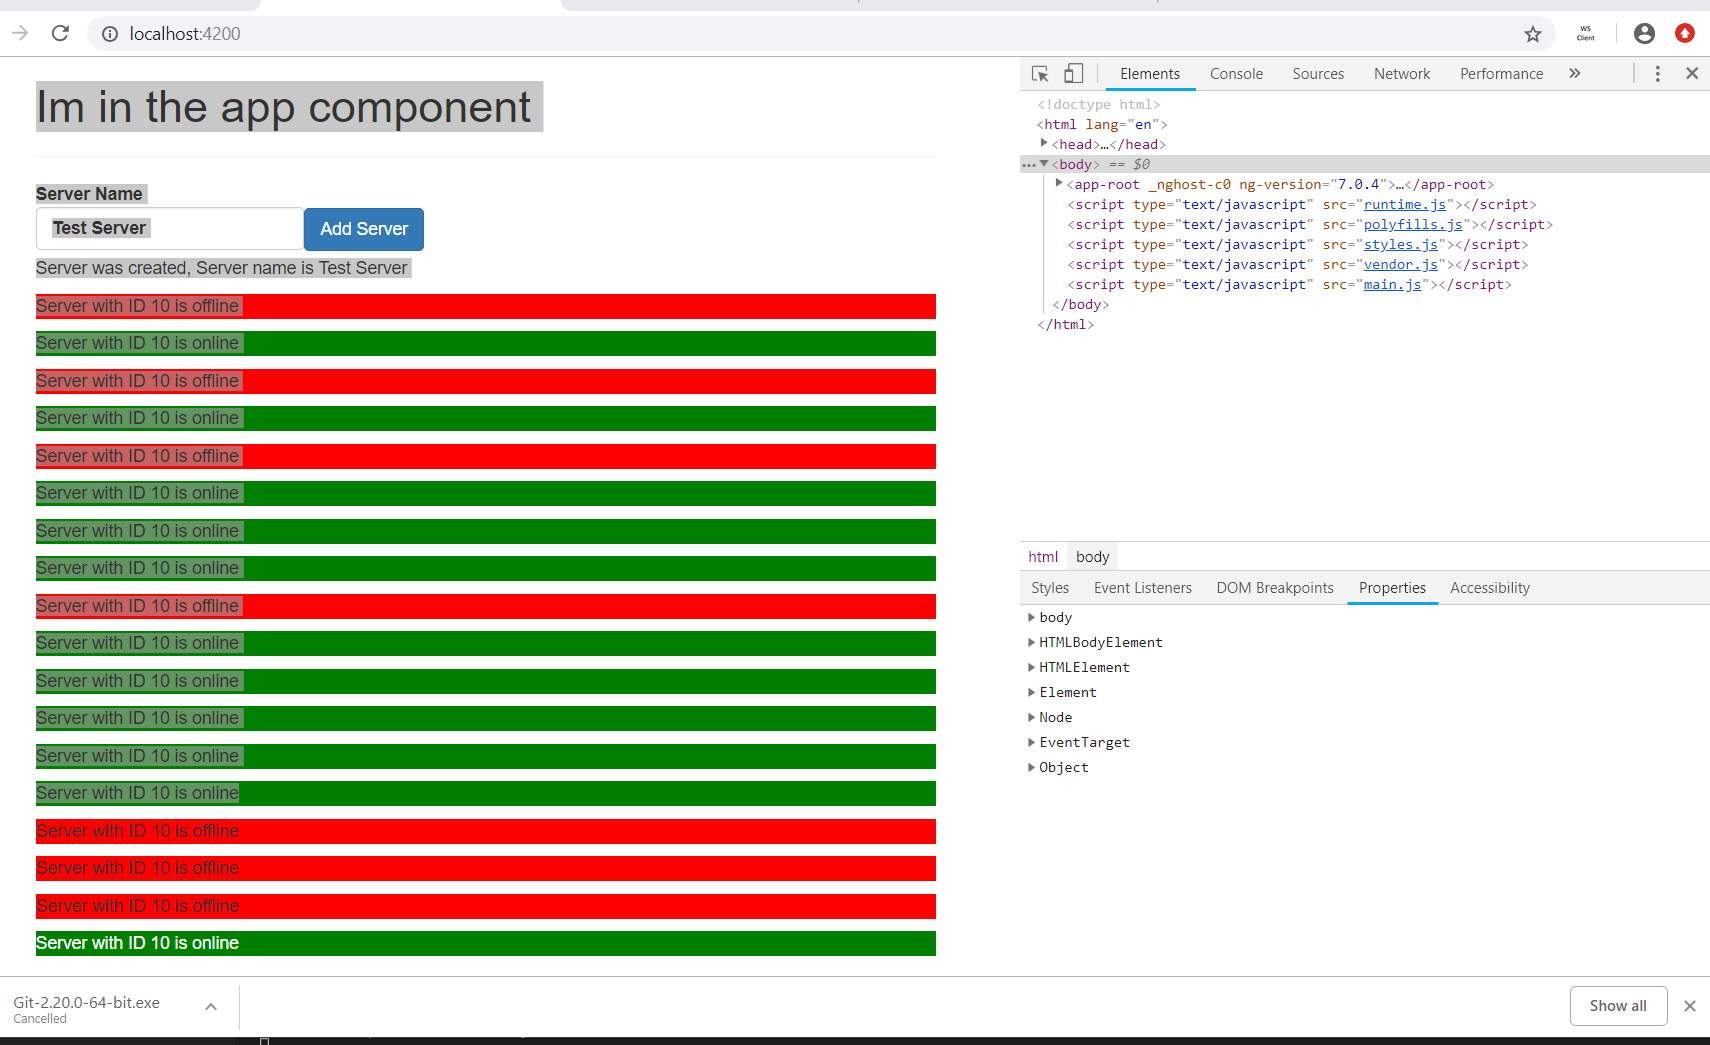 localhost:4200
WS
Client
Im in the app component
Server Name
Test Server
Add Server
Server was created, Server name is Test Server
Server with ID 10 is offline
Server with ID 10 is online
Server with ID 10 is offline
Server with ID 10 is online
Server with ID 10 is offline
Server with ID 10 is online
Server with ID 10 is online
Server with ID 10 is online
Server with ID 10 is offline
Server with ID 10 is online
Server with ID 10 is online
Server with ID 10 is online
Server with ID 10 is online
Server with ID 10 is online
Server with ID 10 is offline
Server with ID 10 is offline
Server with ID 10 is offline
Server with ID 10 is online
Elements Console Sources Network Performance »
<!doctype html>
<html lang="en">
<head>…</head>
<body> == $0
<app-root _nghost-c0 ng-version="7.0.4">…</app-root>
<script type="text/javascript" src="runtime.js"></script>
<script type="text/javascript" src="polyfills.js"></script>
<script type="text/javascript" src="styles.js"></script>
<script type="text/javascript" src="vendor.js"></script>
<script type="text/javascript" src="main.js"></script>
</body>
</html>
html body
Styles Event Listeners DOM Breakpoints Properties Accessibility
body
HTMLBodyElement
HTMLElement
Element
Node
EventTarget
Object
Git-2.20.0-64-bit.exe
Cancelled
Show all